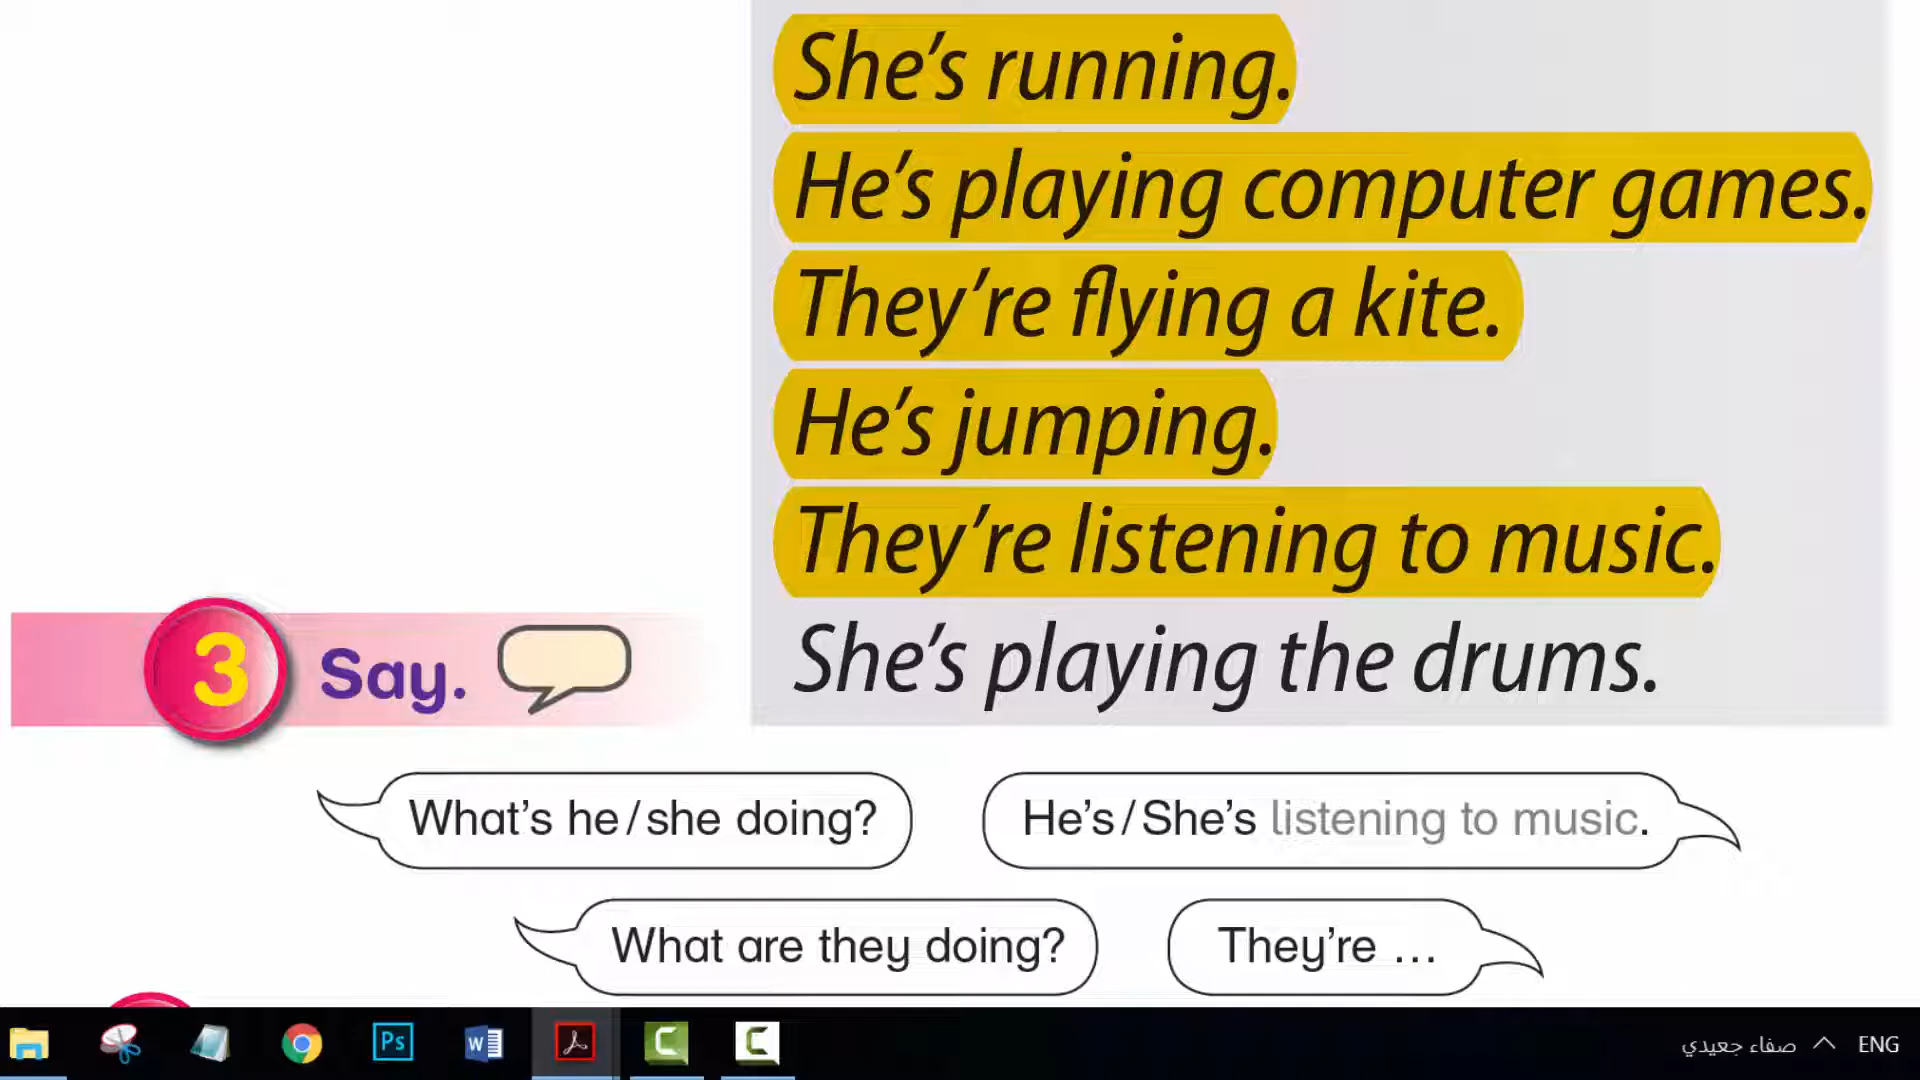 She's running.
He's playing computer games.
They're flying a kite.
He's jumping.
They're listening to music.
She's playing the drums.
3 Say.
What's he/she doing?
He's/She's listening to music.
What are they doing?
They're ...
Ps
صفاء جعيدي
ENG